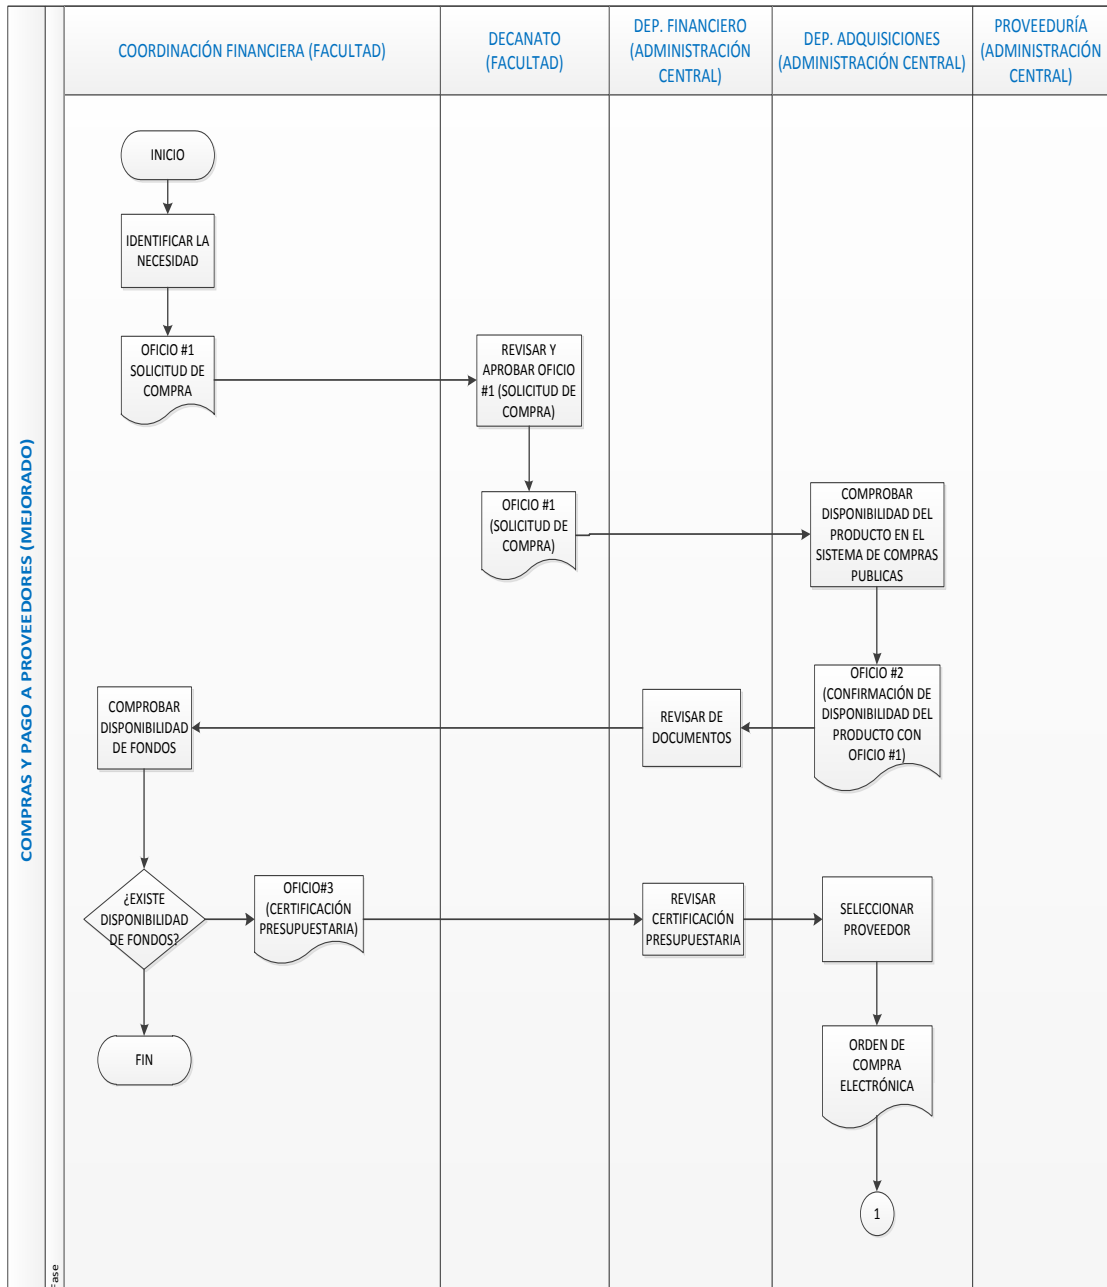 COORDINACIÓN FINANCIERA (FACULTAD)
DECANATO
(FACULTAD)
DEP. FINANCIERO
(ADMINISTRACIÓN
CENTRAL)
DEP. ADQUISICIONES
(ADMINISTRACIÓN CENTRAL)
PROVEEDURÍA
(ADMINISTRACIÓN
CENTRAL)
COMPRAS Y PAGO A PROVEEDORES (MEJORADO)
Fase
INICIO
IDENTIFICAR LA
NECESIDAD
OFICIO #1
SOLICITUD DE
COMPRA
REVISAR Y
APROBAR OFICIO
#1 (SOLICITUD DE
COMPRA)
OFICIO #1
(SOLICITUD DE
COMPRA)
COMPROBAR
DISPONIBILIDAD DEL
PRODUCTO EN EL
SISTEMA DE COMPRAS
PUBLICAS
OFICIO #2
(CONFIRMACIÓN DE
DISPONIBILIDAD DEL
PRODUCTO CON
OFICIO #1)
REVISAR DE
DOCUMENTOS
COMPROBAR
DISPONIBILIDAD
DE FONDOS
¿EXISTE
DISPONIBILIDAD
DE FONDOS?
OFICIO#3
(CERTIFICACIÓN
PRESUPUESTARIA)
REVISAR
CERTIFICACIÓN
PRESUPUESTARIA
SELECCIONAR
PROVEEDOR
FIN
ORDEN DE
COMPRA
ELECTRÓNICA
1